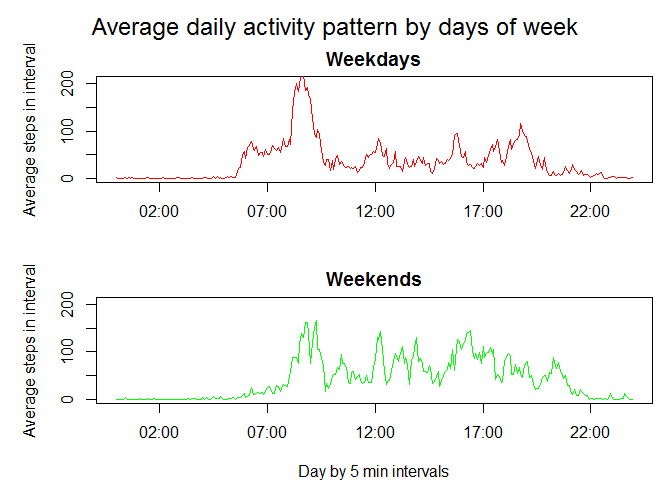 Average daily activity pattern by days of week
Weekdays
Average steps in interval
200
100
0
02:00 07:00 12:00 17:00 22:00
Weekends
Average steps in interval
200
100
0
02:00 07:00 12:00 17:00 22:00
Day by 5 min intervals